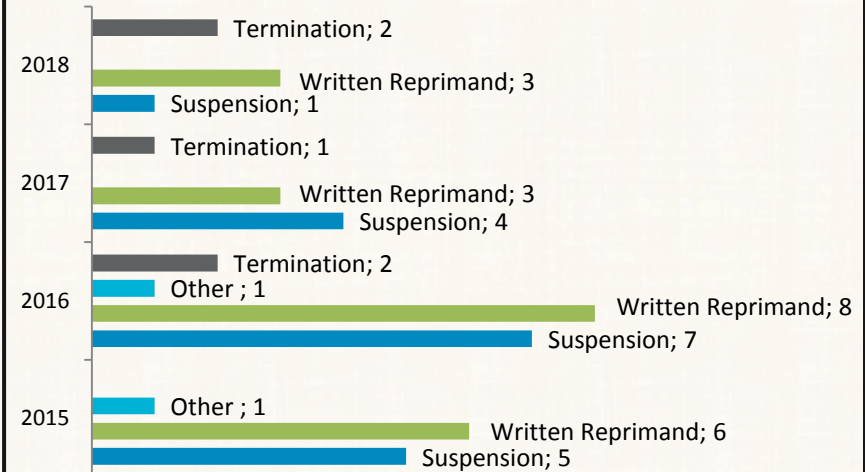 Termination; 2
2018
Written Reprimand; 3
Suspension; 1
Termination; 1
2017
Written Reprimand; 3
Suspension; 4
Termination; 2
Other ; 1
2016
Written Reprimand; 8
Suspension; 7
Other ; 1
2015
Written Reprimand; 6
Suspension; 5